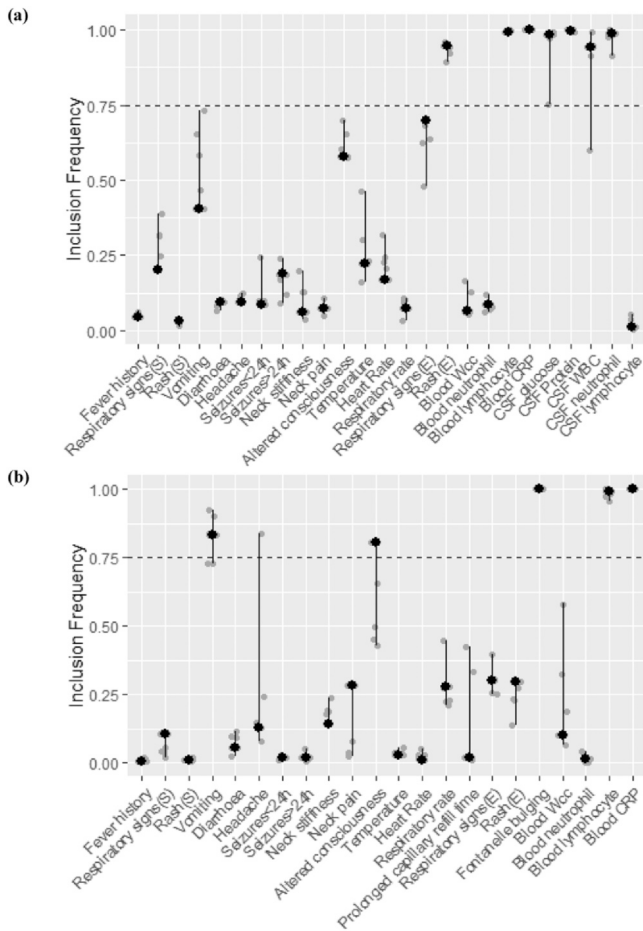 (a)
Inclusion Frequency
1.00
0.75
0.50
0.25
0.00
Fever history
Respiratory signs(S)
Rash(S)
Vomiting
Diarrhoea
Headache
Seizures<24h
Seizures>24h
Neck stiffness
Neck pain
Altered consciousness
Temperature
Heart Rate
Respiratory rate
Respiratory signs(E)
Rash(E)
Blood Wcc
Blood neutrophil
Blood lymphocyte
Blood CRP
CSF glucose
CSF Protein
CSF WBC
CSF neutrophil
CSF lymphocyte
(b)
Inclusion Frequency
1.00
0.75
0.50
0.25
0.00
Fever history
Respiratory signs(S)
Rash(S)
Vomiting
Diarrhoea
Headache
Seizures<24h
Seizures>24h
Neck stiffness
Neck pain
Altered consciousness
Temperature
Heart Rate
Respiratory rate
Prolonged capillary refill time
Respiratory signs(E)
Rash(E)
Fontanelle bulging
Blood Wcc
Blood neutrophil
Blood lymphocyte
Blood CRP